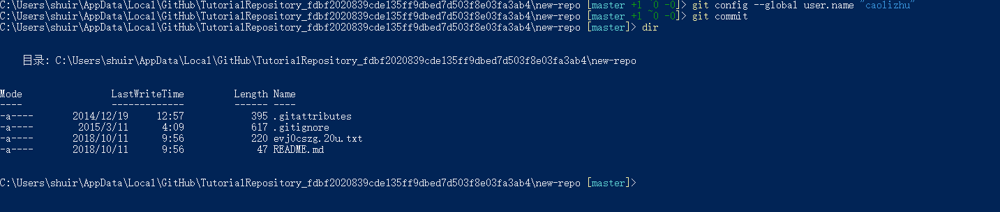 C:\Users\shuir\AppData\Local\GitHub\TutorialRepository_fdbf2020839cde135ff9dbed7d503f8e03fa3ab4\new-repo [master +1 ~0 -0]> git config --global user.name "caolizhu"
C:\Users\shuir\AppData\Local\GitHub\TutorialRepository_fdbf2020839cde135ff9dbed7d503f8e03fa3ab4\new-repo [master +1 ~0 -0]> git commit
C:\Users\shuir\AppData\Local\GitHub\TutorialRepository_fdbf2020839cde135ff9dbed7d503f8e03fa3ab4\new-repo [master]> dir
目录: C:\Users\shuir\AppData\Local\GitHub\TutorialRepository_fdbf2020839cde135ff9dbed7d503f8e03fa3ab4\new-repo
Mode LastWriteTime Length Name
---- ------------- ------ ----
-a---- 2014/12/19 12:57 395 .gitattributes
-a---- 2015/3/11 4:09 617 .gitignore
-a---- 2018/10/11 9:56 220 evj0cszg.20u.txt
-a---- 2018/10/11 9:56 47 README.md
C:\Users\shuir\AppData\Local\GitHub\TutorialRepository_fdbf2020839cde135ff9dbed7d503f8e03fa3ab4\new-repo [master]>